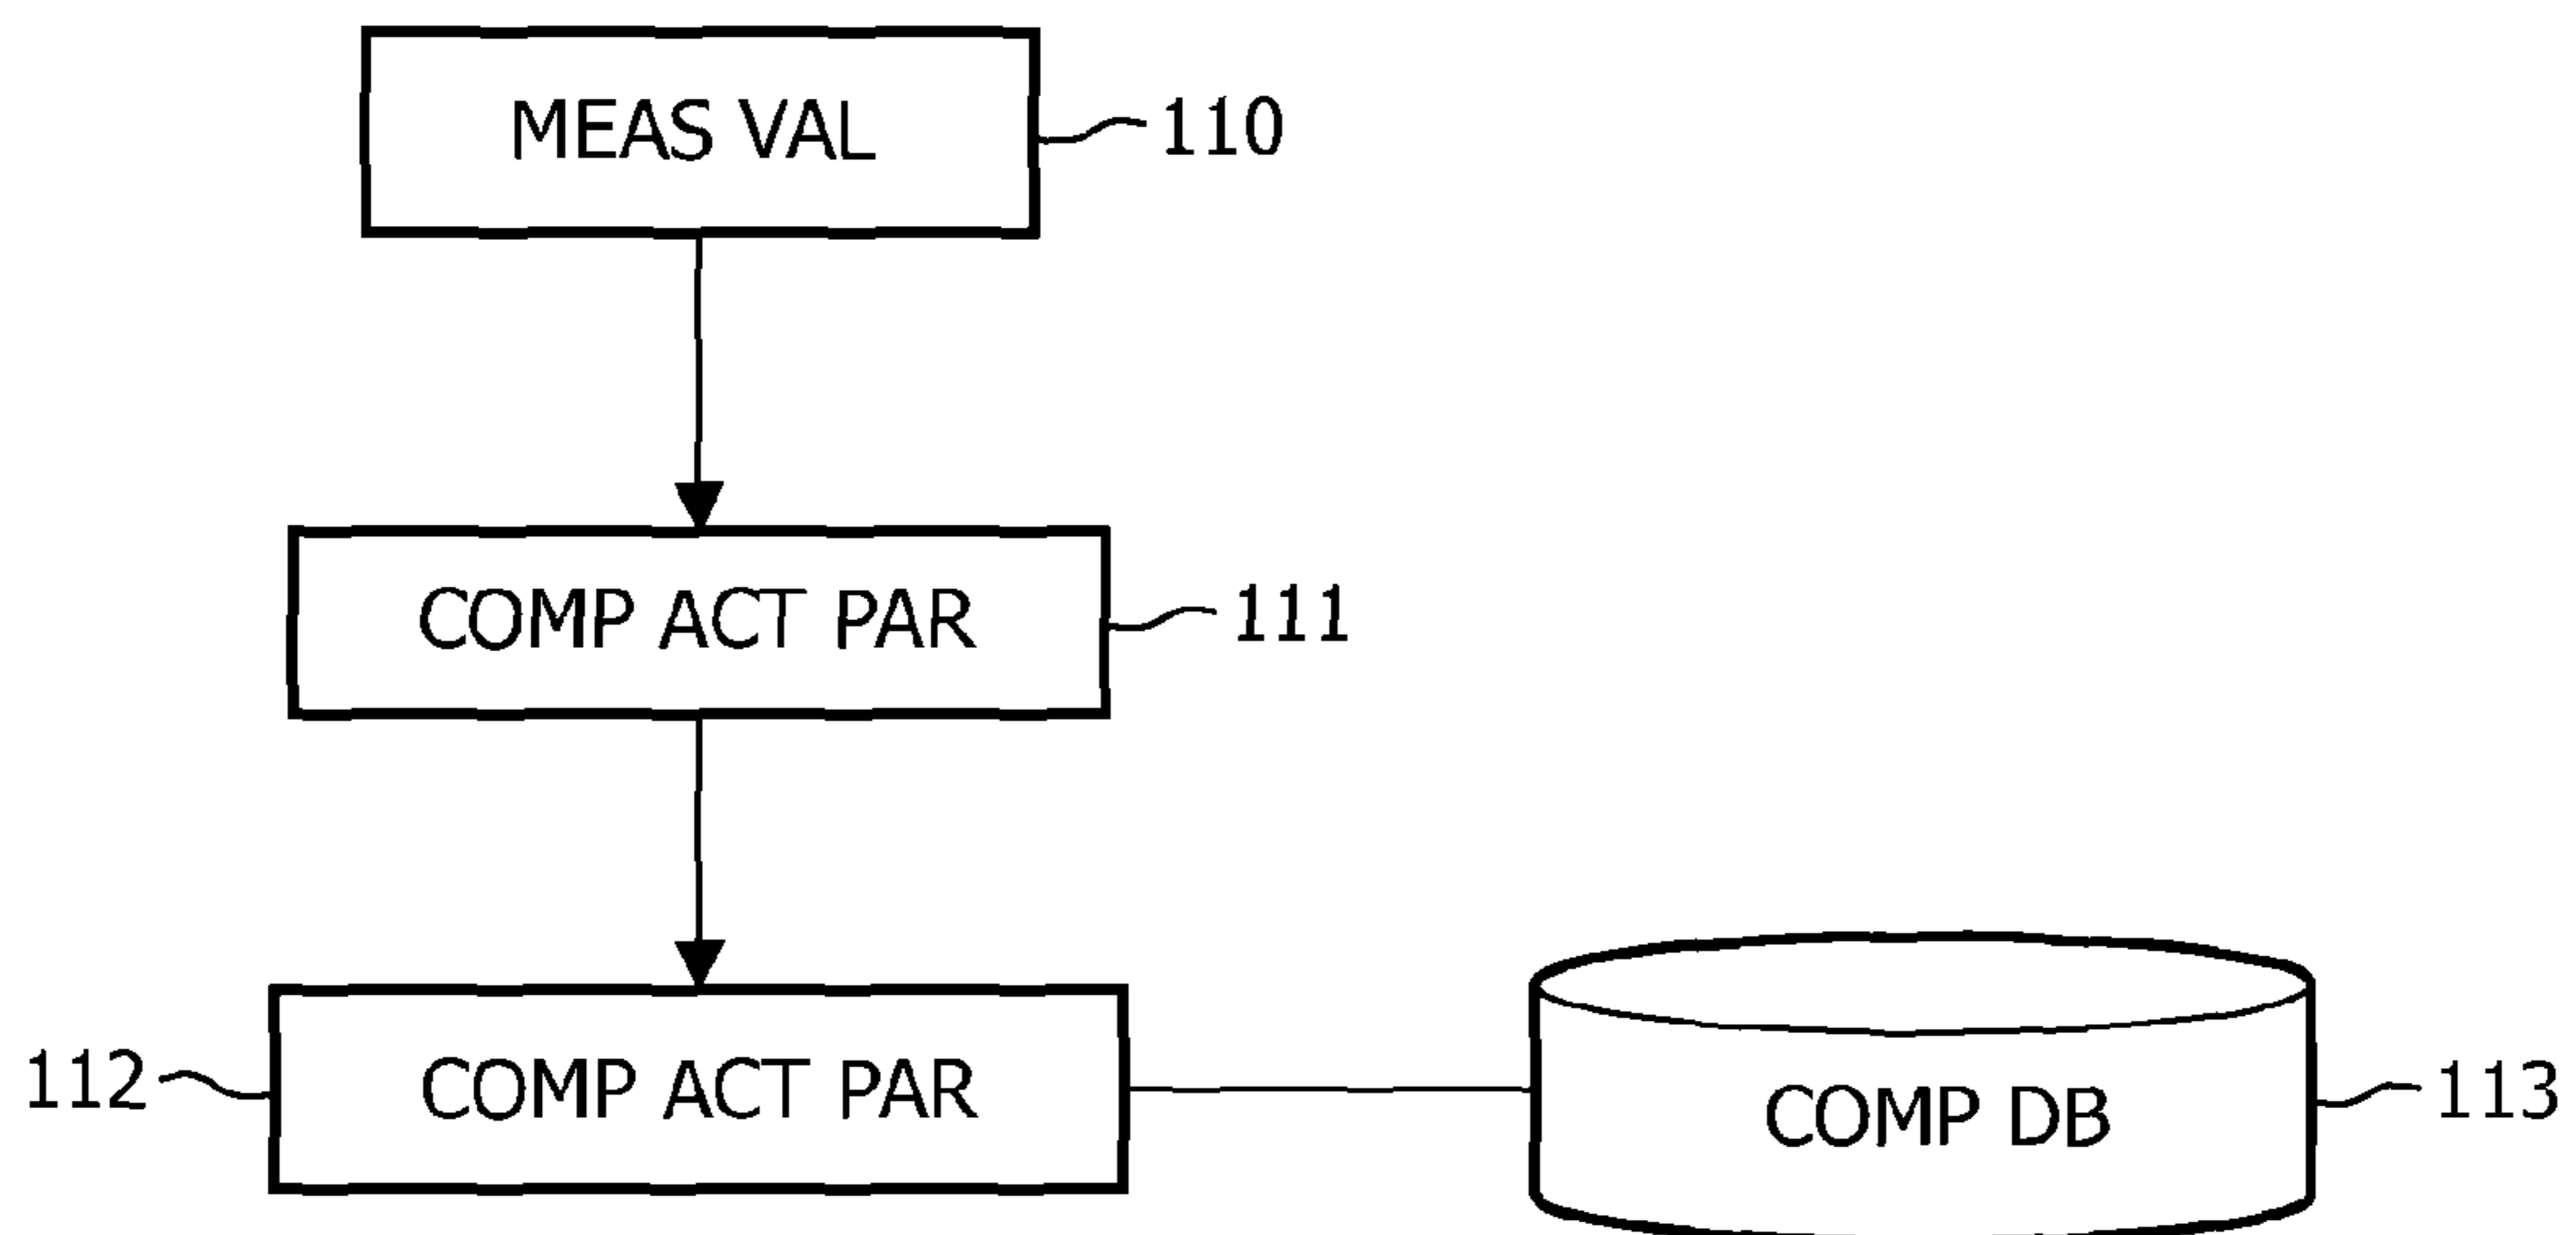 MEAS VAL
110
COMP ACT PAR
111
112
COMP ACT PAR
COMP DB
113